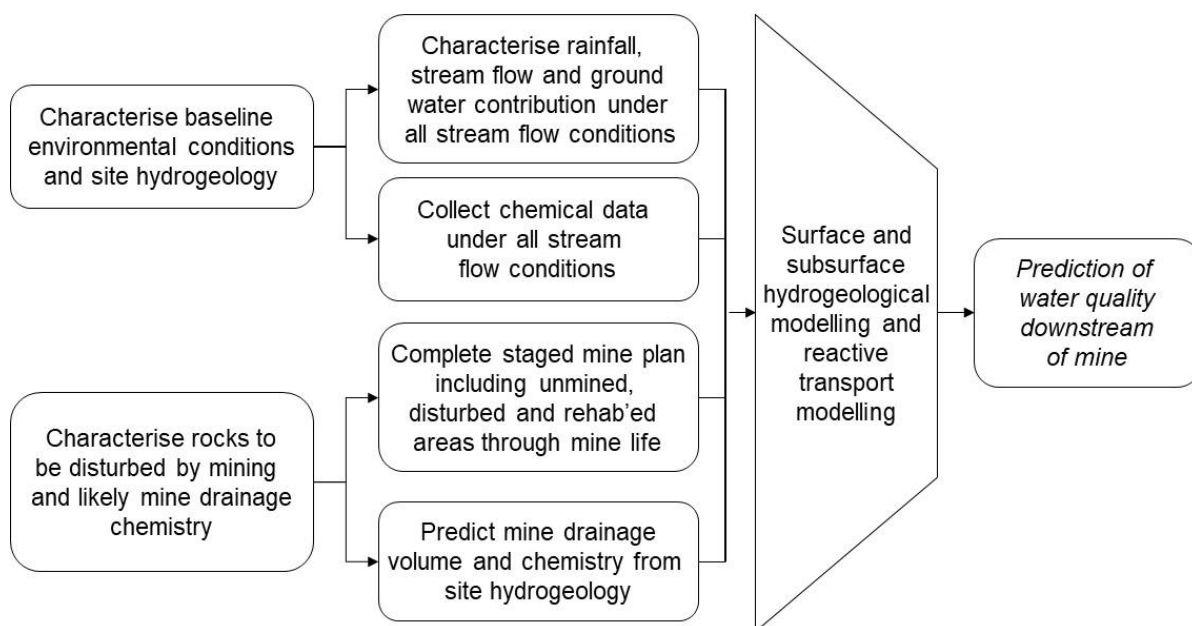 Characterise baseline
environmental conditions
and site hydrogeology
Characterise rocks to
be disturbed by mining
and likely mine drainage
chemistry
Characterise rainfall,
stream flow and ground
water contribution under
all stream flow conditions
Collect chemical data
under all stream
flow conditions
Complete staged mine plan
including unmined,
disturbed and rehab’ed
areas through mine life
Predict mine drainage
volume and chemistry from
site hydrogeology
Surface and
subsurface
hydrogeological
modelling and
reactive
transport
modelling
Prediction of
water quality
downstream
of mine